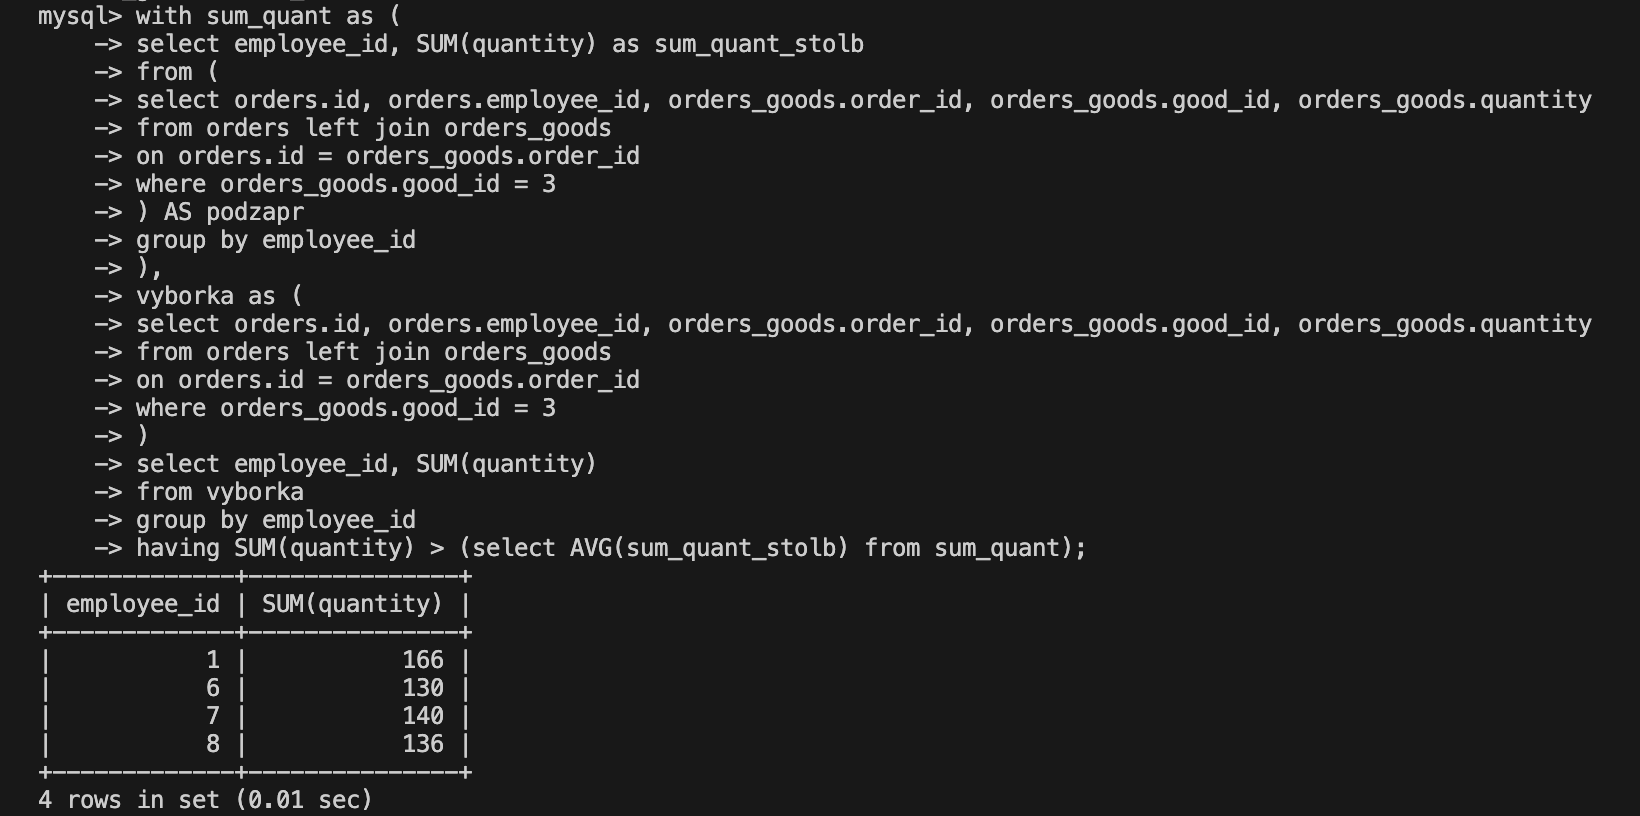 mysql> with sum_quant as (
-> select employee_id, SUM(quantity) as sum_quant_stolb
-> from (
-> select orders.id, orders.employee_id, orders_goods.order_id, orders_goods.good_id, orders_goods.quantity
-> from orders left join orders_goods
-> on orders.id = orders_goods.order_id
-> where orders_goods.good_id = 3
-> ) AS podzapr
-> group by employee_id
-> ),
-> vyborka as (
-> select orders.id, orders.employee_id, orders_goods.order_id, orders_goods.good_id, orders_goods.quantity
-> from orders left join orders_goods
-> on orders.id = orders_goods.order_id
-> where orders_goods.good_id = 3
-> )
-> select employee_id, SUM(quantity)
-> from vyborka
-> group by employee_id
-> having SUM(quantity) > (select AVG(sum_quant_stolb) from sum_quant);
+-------------+---------------+
| employee_id | SUM(quantity) |
+-------------+---------------+
|           1 |           166 |
|           6 |           130 |
|           7 |           140 |
|           8 |           136 |
+-------------+---------------+
4 rows in set (0.01 sec)